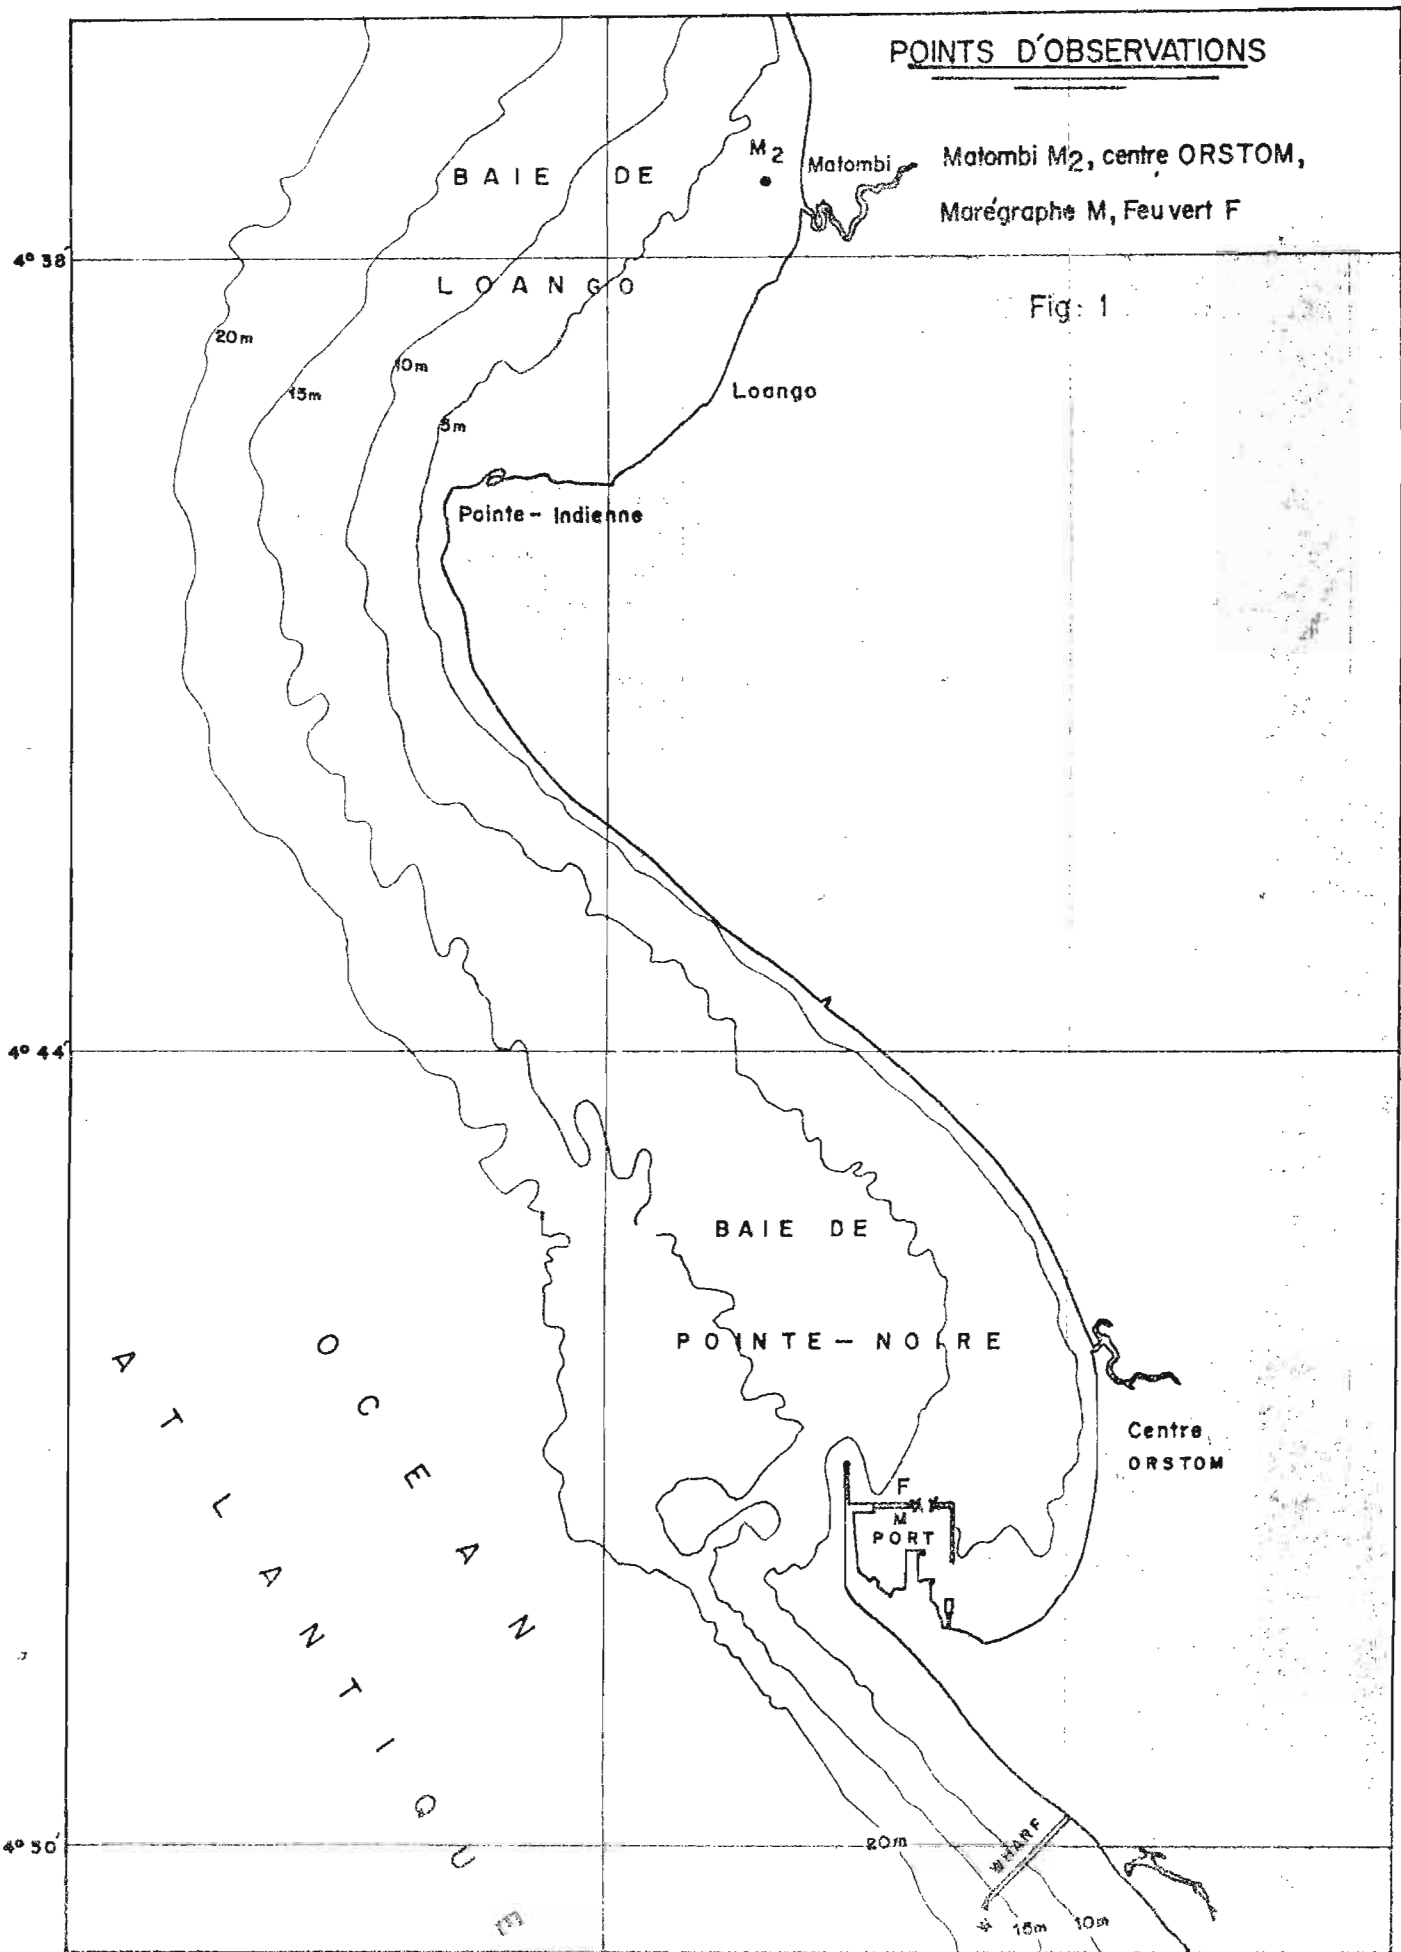 POINTS D'OBSERVATIONS
Matombi M2, centre ORSTOM,
Marégraphe M, Feu vert F
Fig: 1
BAIE DE
LOANGO
M2
Matombi
4° 38'
20m
15m
10m
5m
Loango
Pointe - Indienne
4° 44'
BAIE DE
POINTE - NOIRE
OCEAN
ATLANTIQUE
Centre
ORSTOM
F
M
PORT
4° 50'
20m
WHARF
W
15m
10m